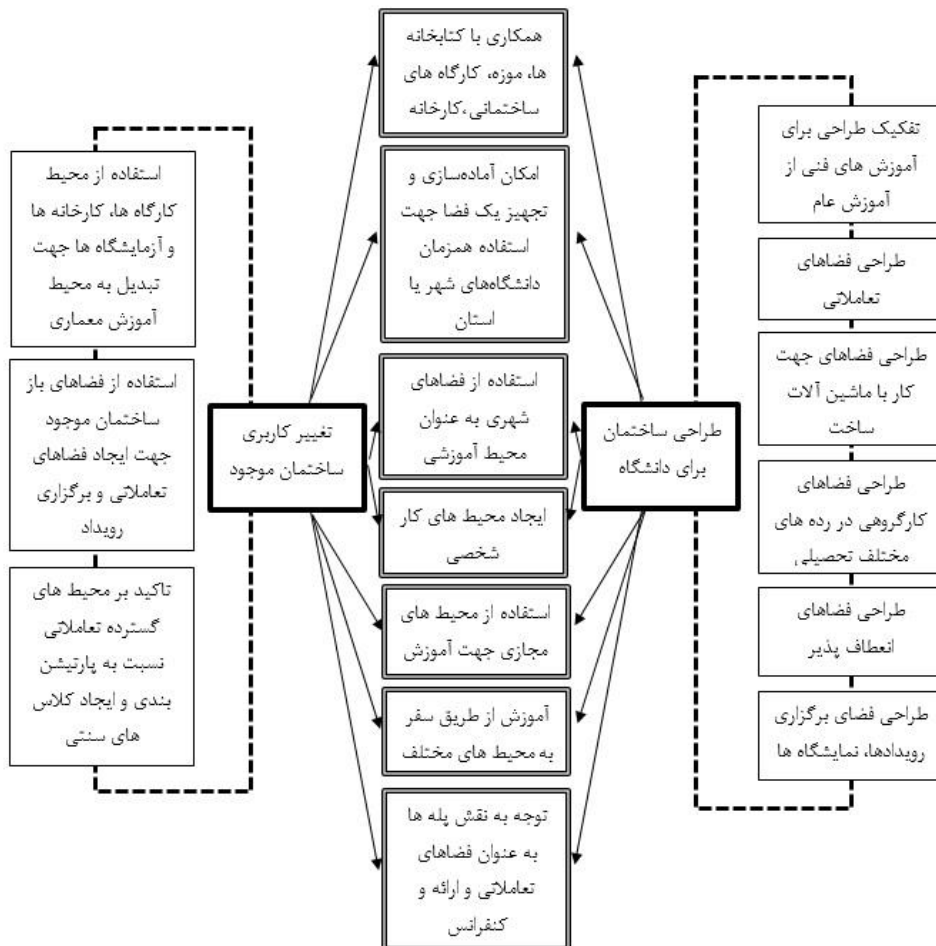 همکاری با کتابخانه
ها، موزه، کارگاه های
ساختمانی،کارخانه
امکان آماده‌سازی و
تجهیز یک فضا جهت
استفاده همزمان
دانشگاه‌های شهر یا
استان
استفاده از فضاهای
شهری به عنوان
محیط آموزشی
ایجاد محیط های کار
شخصی
استفاده از محیط های
مجازی جهت آموزش
آموزش از طریق سفر
به محیط های مختلف
توجه به نقش پله ها
به عنوان فضاهای
تعاملاتی و ارائه و
کنفرانس
طراحی ساختمان
برای دانشگاه
تفکیک طراحی برای
آموزش های فنی از
آموزش عام
طراحی فضاهای
تعاملاتی
طراحی فضاهای جهت
کار با ماشین آلات
ساخت
طراحی فضاهای
کارگروهی در رده های
مختلف تحصیلی
طراحی فضاهای
انعطاف پذیر
طراحی فضای برگزاری
رویدادها، نمایشگاه ها
تغییر کاربری
ساختمان موجود
استفاده از محیط
کارگاه ها، کارخانه ها
و آزمایشگاه ها جهت
تبدیل به محیط
آموزش معماری
استفاده از فضاهای باز
ساختمان موجود
جهت ایجاد فضاهای
تعاملاتی و برگزاری
رویداد
تاکید بر محیط های
گسترده تعاملاتی
نسبت به پارتیشن
بندی و ایجاد کلاس
های سنتی